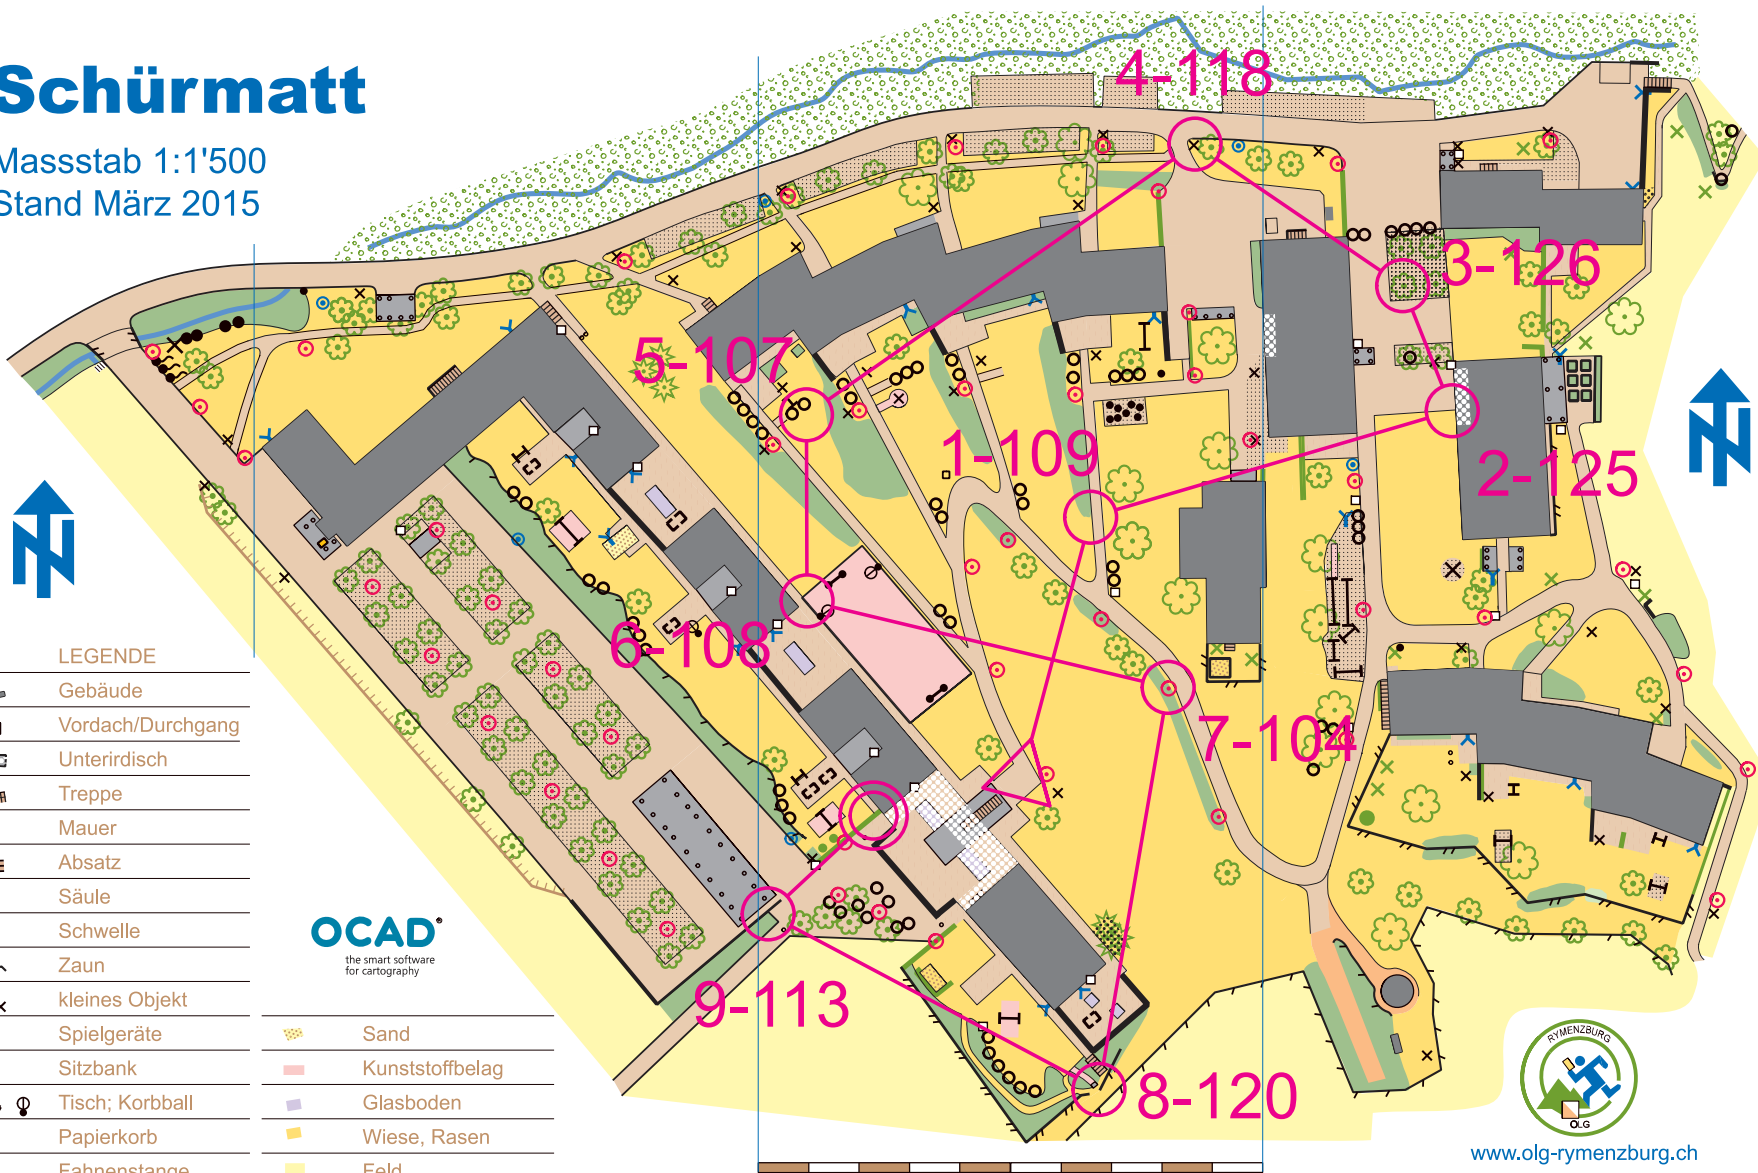 Schürmatt
Massstab 1:1'500
Stand März 2015
4-118
3-126
5-107
1-109
2-125
6-108
7-104
9-113
8-120
LEGENDE
Gebäude
Vordach/Durchgang
Unterirdisch
Treppe
Mauer
Absatz
Säule
Schwelle
Zaun
kleines Objekt
Spielgeräte
Sitzbank
Tisch; Korbball
Papierkorb
Fahnenstange
Sand
Kunststoffbelag
Glasboden
Wiese, Rasen
Feld
OCAD
the smart software
for cartography
N
N
RYMENZBURG
OLG
www.olg-rymenzburg.ch